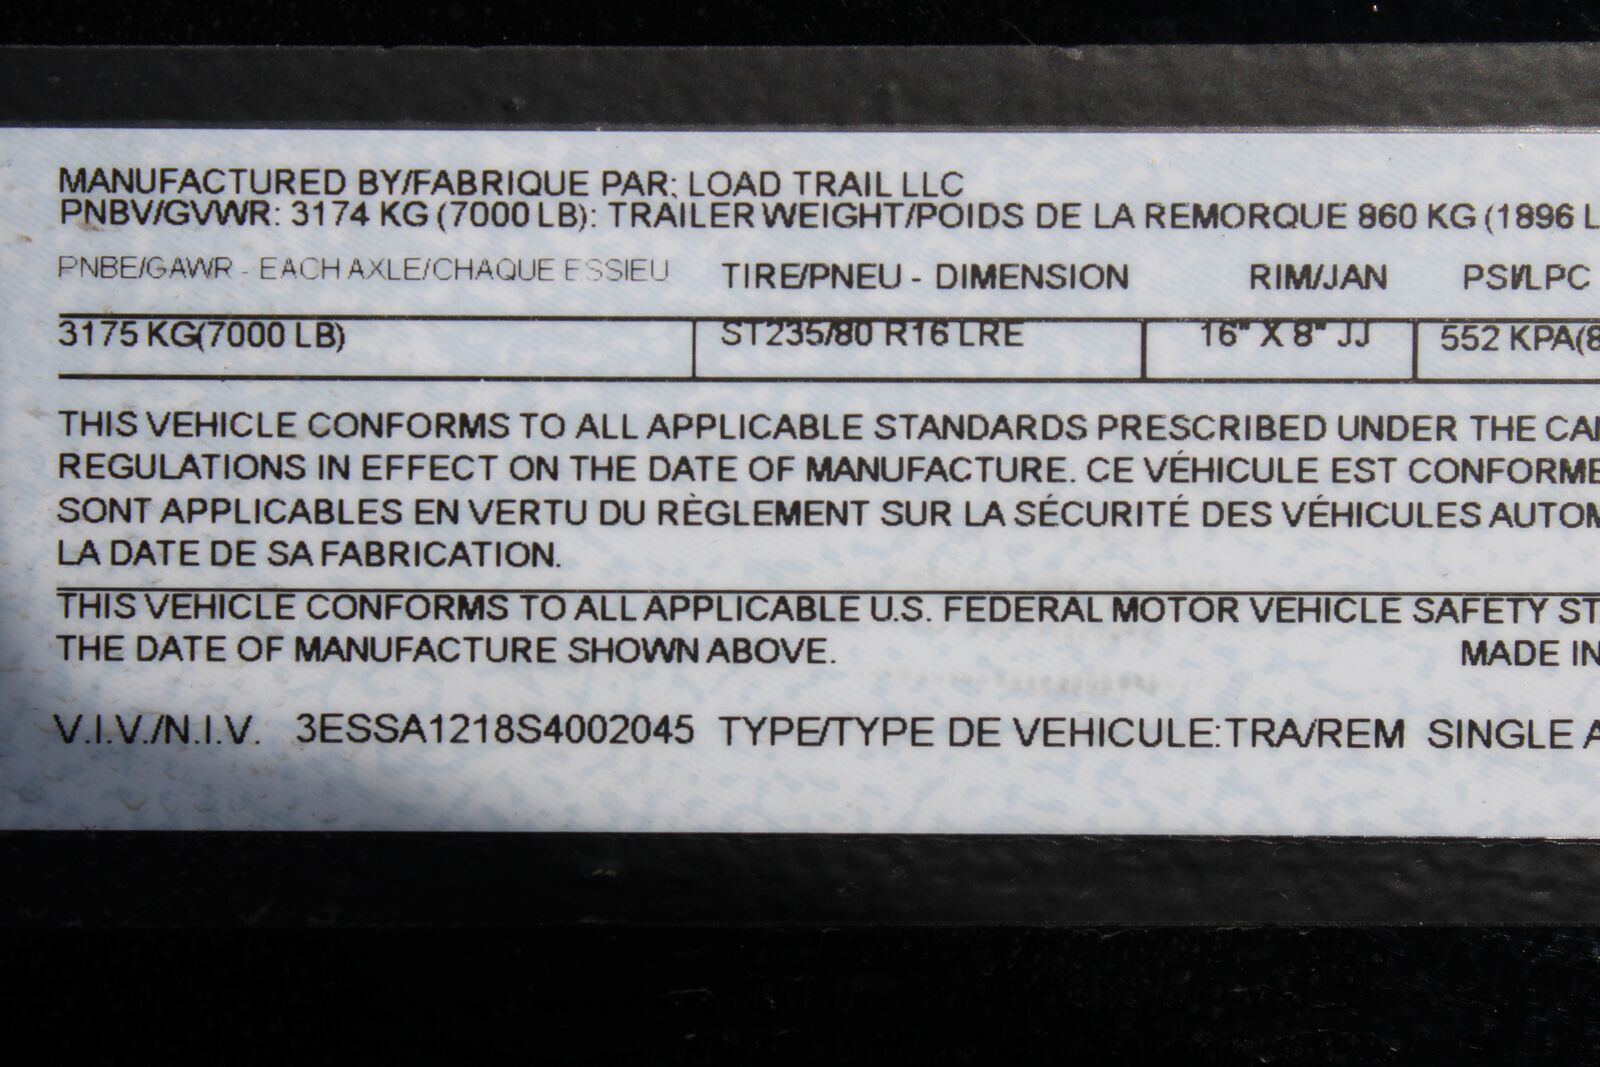 MANUFACTURED BY/FABRIQUE PAR: LOAD TRAIL LLC
PNBV/GVWR: 3174 KG (7000 LB): TRAILER WEIGHT/POIDS DE LA REMORQUE 860 KG (1896 L
PNBE/GAWR - EACH AXLE/CHAQUE ESSIEU TIRE/PNEU - DIMENSION RIM/JAN PSI/LPC
3175 KG(7000 LB) ST235/80 R16 LRE 16" X 8" JJ 552 KPA(8
THIS VEHICLE CONFORMS TO ALL APPLICABLE STANDARDS PRESCRIBED UNDER THE CAN
REGULATIONS IN EFFECT ON THE DATE OF MANUFACTURE. CE VÉHICULE EST CONFORME
SONT APPLICABLES EN VERTU DU RÈGLEMENT SUR LA SÉCURITÉ DES VÉHICULES AUTOM
LA DATE DE SA FABRICATION.
THIS VEHICLE CONFORMS TO ALL APPLICABLE U.S. FEDERAL MOTOR VEHICLE SAFETY ST
THE DATE OF MANUFACTURE SHOWN ABOVE. MADE IN
V.I.V./N.I.V. 3ESSA1218S4002045 TYPE/TYPE DE VEHICULE:TRA/REM SINGLE A